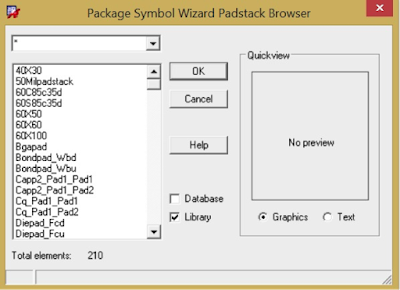 Package Symbol Wizard Padstack Browser
*
40X30
50Milpadstack
60C85c35d
60S85c35d
60X50
60X60
60X100
Bgapad
Bondpad_Wbd
Bondpad_Wbu
Capp2_Pad1_Pad1
Capp2_Pad1_Pad2
Cq_Pad1_Pad1
Cq_Pad1_Pad2
Diepad_Fcd
Diepad_Fcu
Total elements: 210
OK
Cancel
Help
Database
Library
Quickview
No preview
Graphics Text